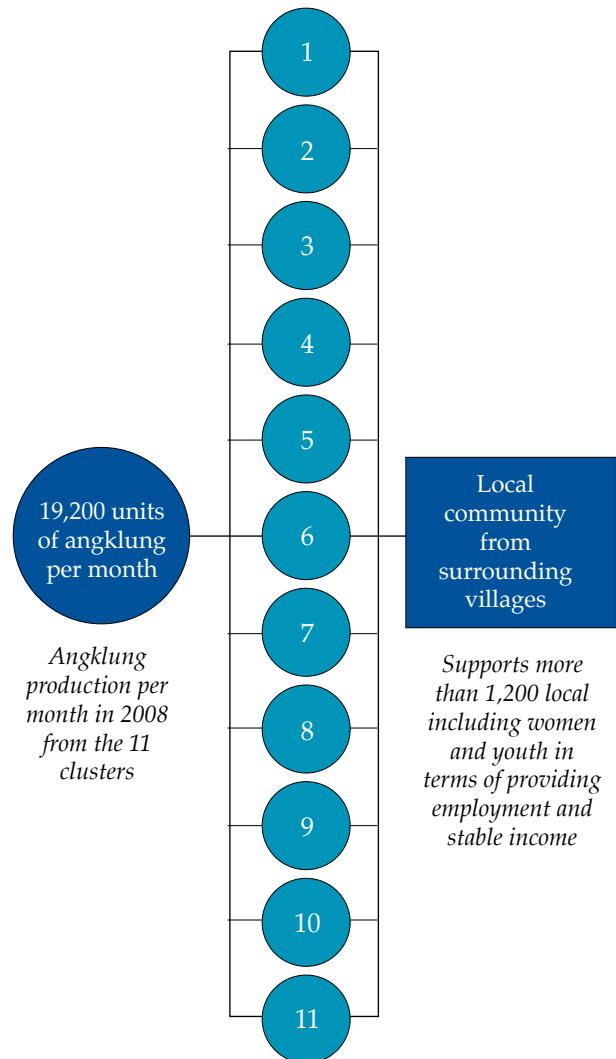 1
2
3
4
5
6
7
8
9
10
11
19,200 units
of angklung
per month
Angklung
production per
month in 2008
from the 11
clusters
Local
community
from
surrounding
villages
Supports more
than 1,200 local
including women
and youth in
terms of providing
employment and
stable income